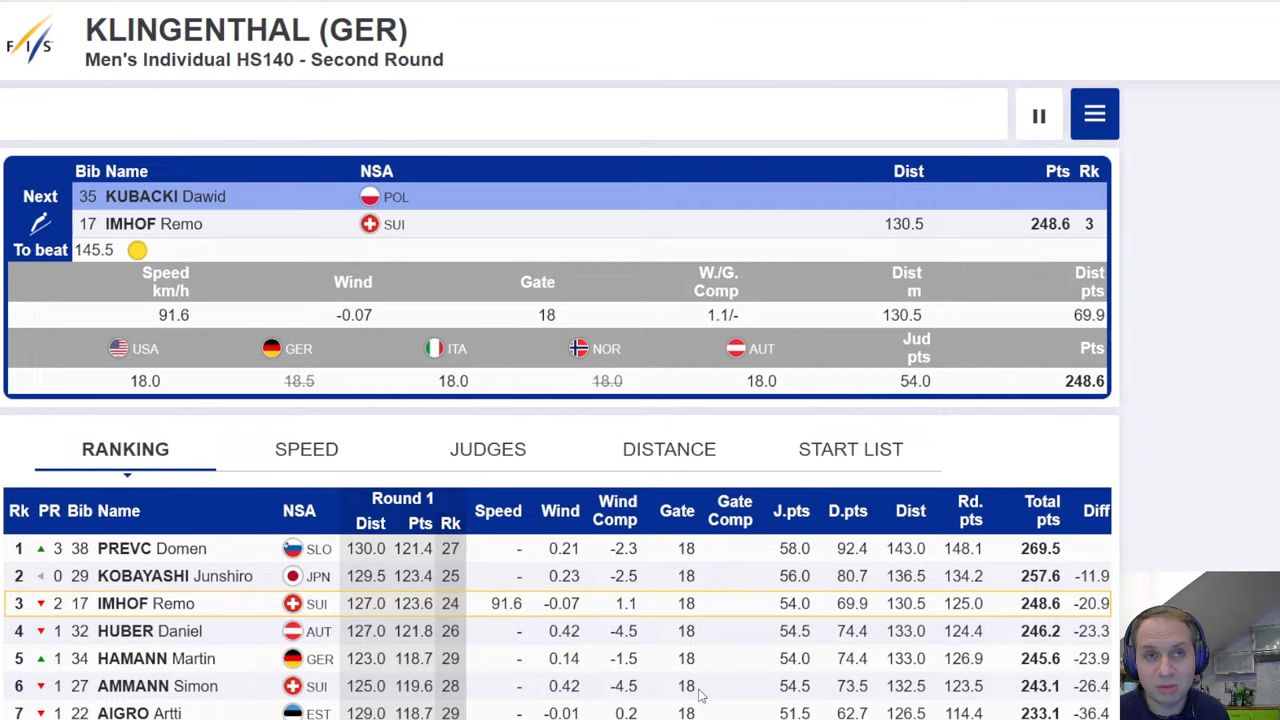 FIS
KLINGENTHAL (GER)
Men's Individual HS140 - Second Round
Bib Name NSA Dist Pts Rk
Next 35 KUBACKI Dawid POL
17 IMHOF Remo SUI 130.5 248.6 3
To beat 145.5
Speed km/h Wind Gate W./G. Comp Dist m Dist pts
91.6 -0.07 18 1.1/- 130.5 69.9
USA GER ITA NOR AUT Jud pts Pts
18.0 18.5 18.0 18.0 18.0 54.0 248.6
RANKING SPEED JUDGES DISTANCE START LIST
Round 1
Rk PR Bib Name NSA Dist Pts Rk Speed Wind Wind Comp Gate Gate Comp J.pts D.pts Dist Rd. pts Total pts Diff
1 3 38 PREVC Domen SLO 130.0 121.4 27 - 0.21 -2.3 18 58.0 92.4 143.0 148.1 269.5
2 0 29 KOBAYASHI Junshiro JPN 129.5 123.4 25 - 0.23 -2.5 18 56.0 80.7 136.5 134.2 257.6 -11.9
3 2 17 IMHOF Remo SUI 127.0 123.6 24 91.6 -0.07 1.1 18 54.0 69.9 130.5 125.0 248.6 -20.9
4 1 32 HUBER Daniel AUT 127.0 121.8 26 - 0.42 -4.5 18 54.5 74.4 133.0 124.4 246.2 -23.3
5 1 34 HAMANN Martin GER 123.0 118.7 29 - 0.14 -1.5 18 54.0 74.4 133.0 126.9 245.6 -23.9
6 1 27 AMMANN Simon SUI 125.0 119.6 28 - 0.42 -4.5 18 54.5 73.5 132.5 123.5 243.1 -26.4
7 1 22 AIGRO Artti EST 129.0 118.7 29 - -0.01 0.2 18 51.5 62.7 126.5 114.4 233.1 -36.4